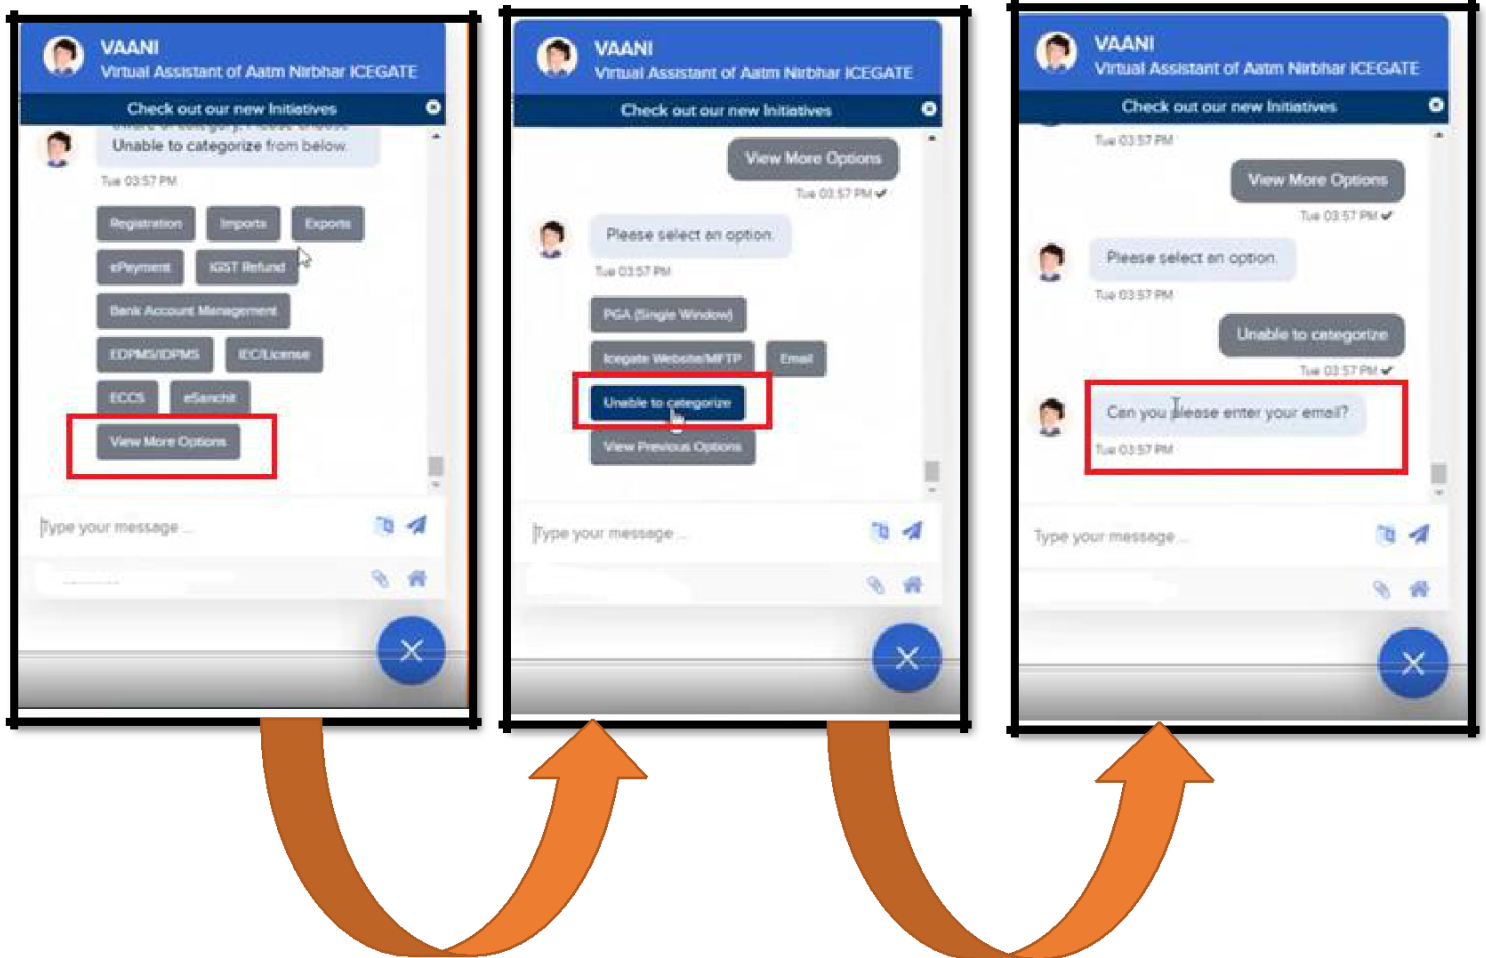 VAANI
Virtual Assistant of Aatm Nirbhar ICEGATE
Check out our new Initiatives
Unable to categorize from below.
Tue 03:57 PM
Registration Imports Exports
ePayment IGST Refund
Bank Account Management
EDPMS/IDPMS IEC/License
ECCS eSanchit
View More Options
Type your message ...
VAANI
Virtual Assistant of Aatm Nirbhar ICEGATE
Check out our new Initiatives
View More Options
Tue 03:57 PM
Please select an option.
Tue 03:57 PM
PGA (Single Window)
Icegate Website/MFTP Email
Unable to categorize
View Previous Options
Type your message ...
VAANI
Virtual Assistant of Aatm Nirbhar ICEGATE
Check out our new Initiatives
Tue 03:57 PM
View More Options
Tue 03:57 PM
Please select an option.
Tue 03:57 PM
Unable to categorize
Tue 03:57 PM
Can you please enter your email?
Tue 03:57 PM
Type your message ...